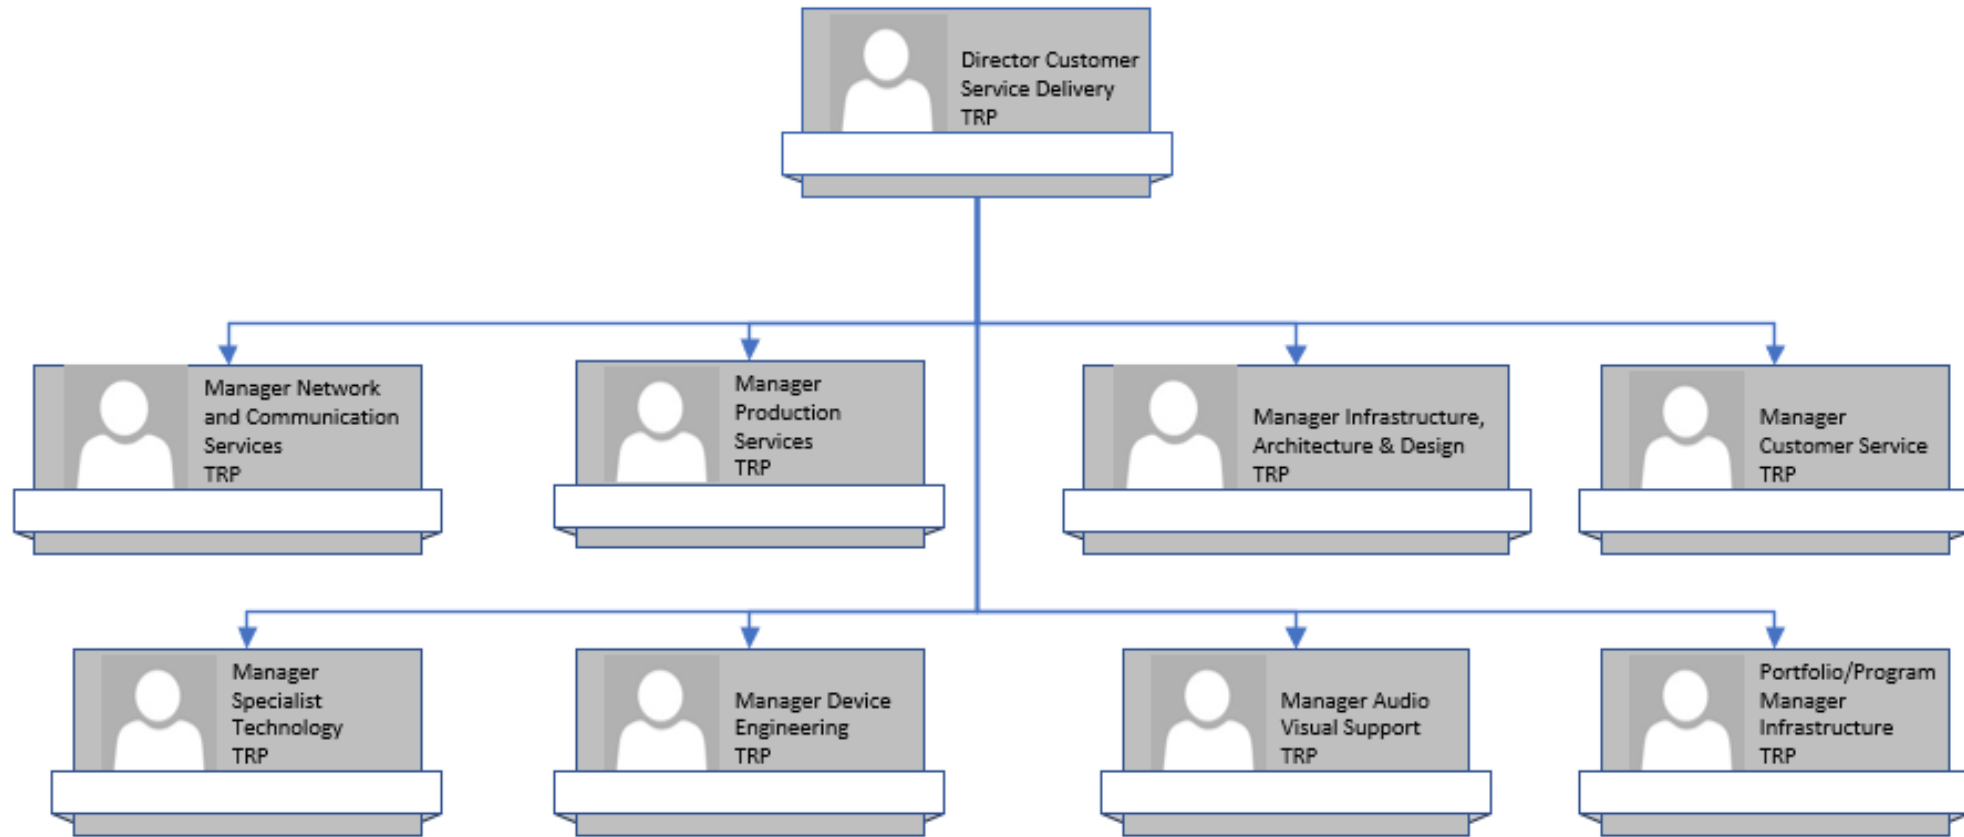 Director Customer
Service Delivery
TRP
Manager Network
and Communication
Services
TRP
Manager
Production
Services
TRP
Manager Infrastructure,
Architecture & Design
TRP
Manager
Customer Service
TRP
Manager
Specialist
Technology
TRP
Manager Device
Engineering
TRP
Manager Audio
Visual Support
TRP
Portfolio/Program
Manager
Infrastructure
TRP